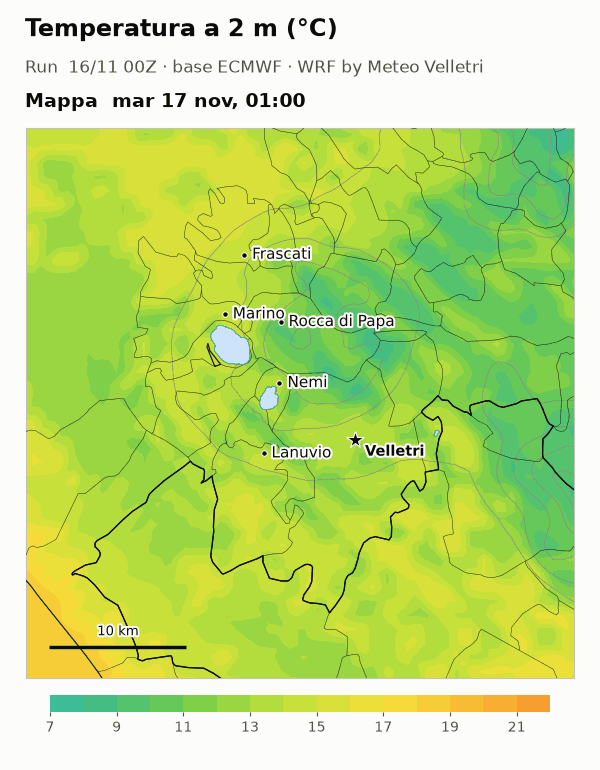 Temperatura a 2 m (°C)
Run  16/11 00Z · base ECMWF · WRF by Meteo Velletri
Mappa  mar 17 nov, 01:00
Frascati
Marino
Rocca di Papa
Nemi
Velletri
Lanuvio
10 km
7 9 11 13 15 17 19 21